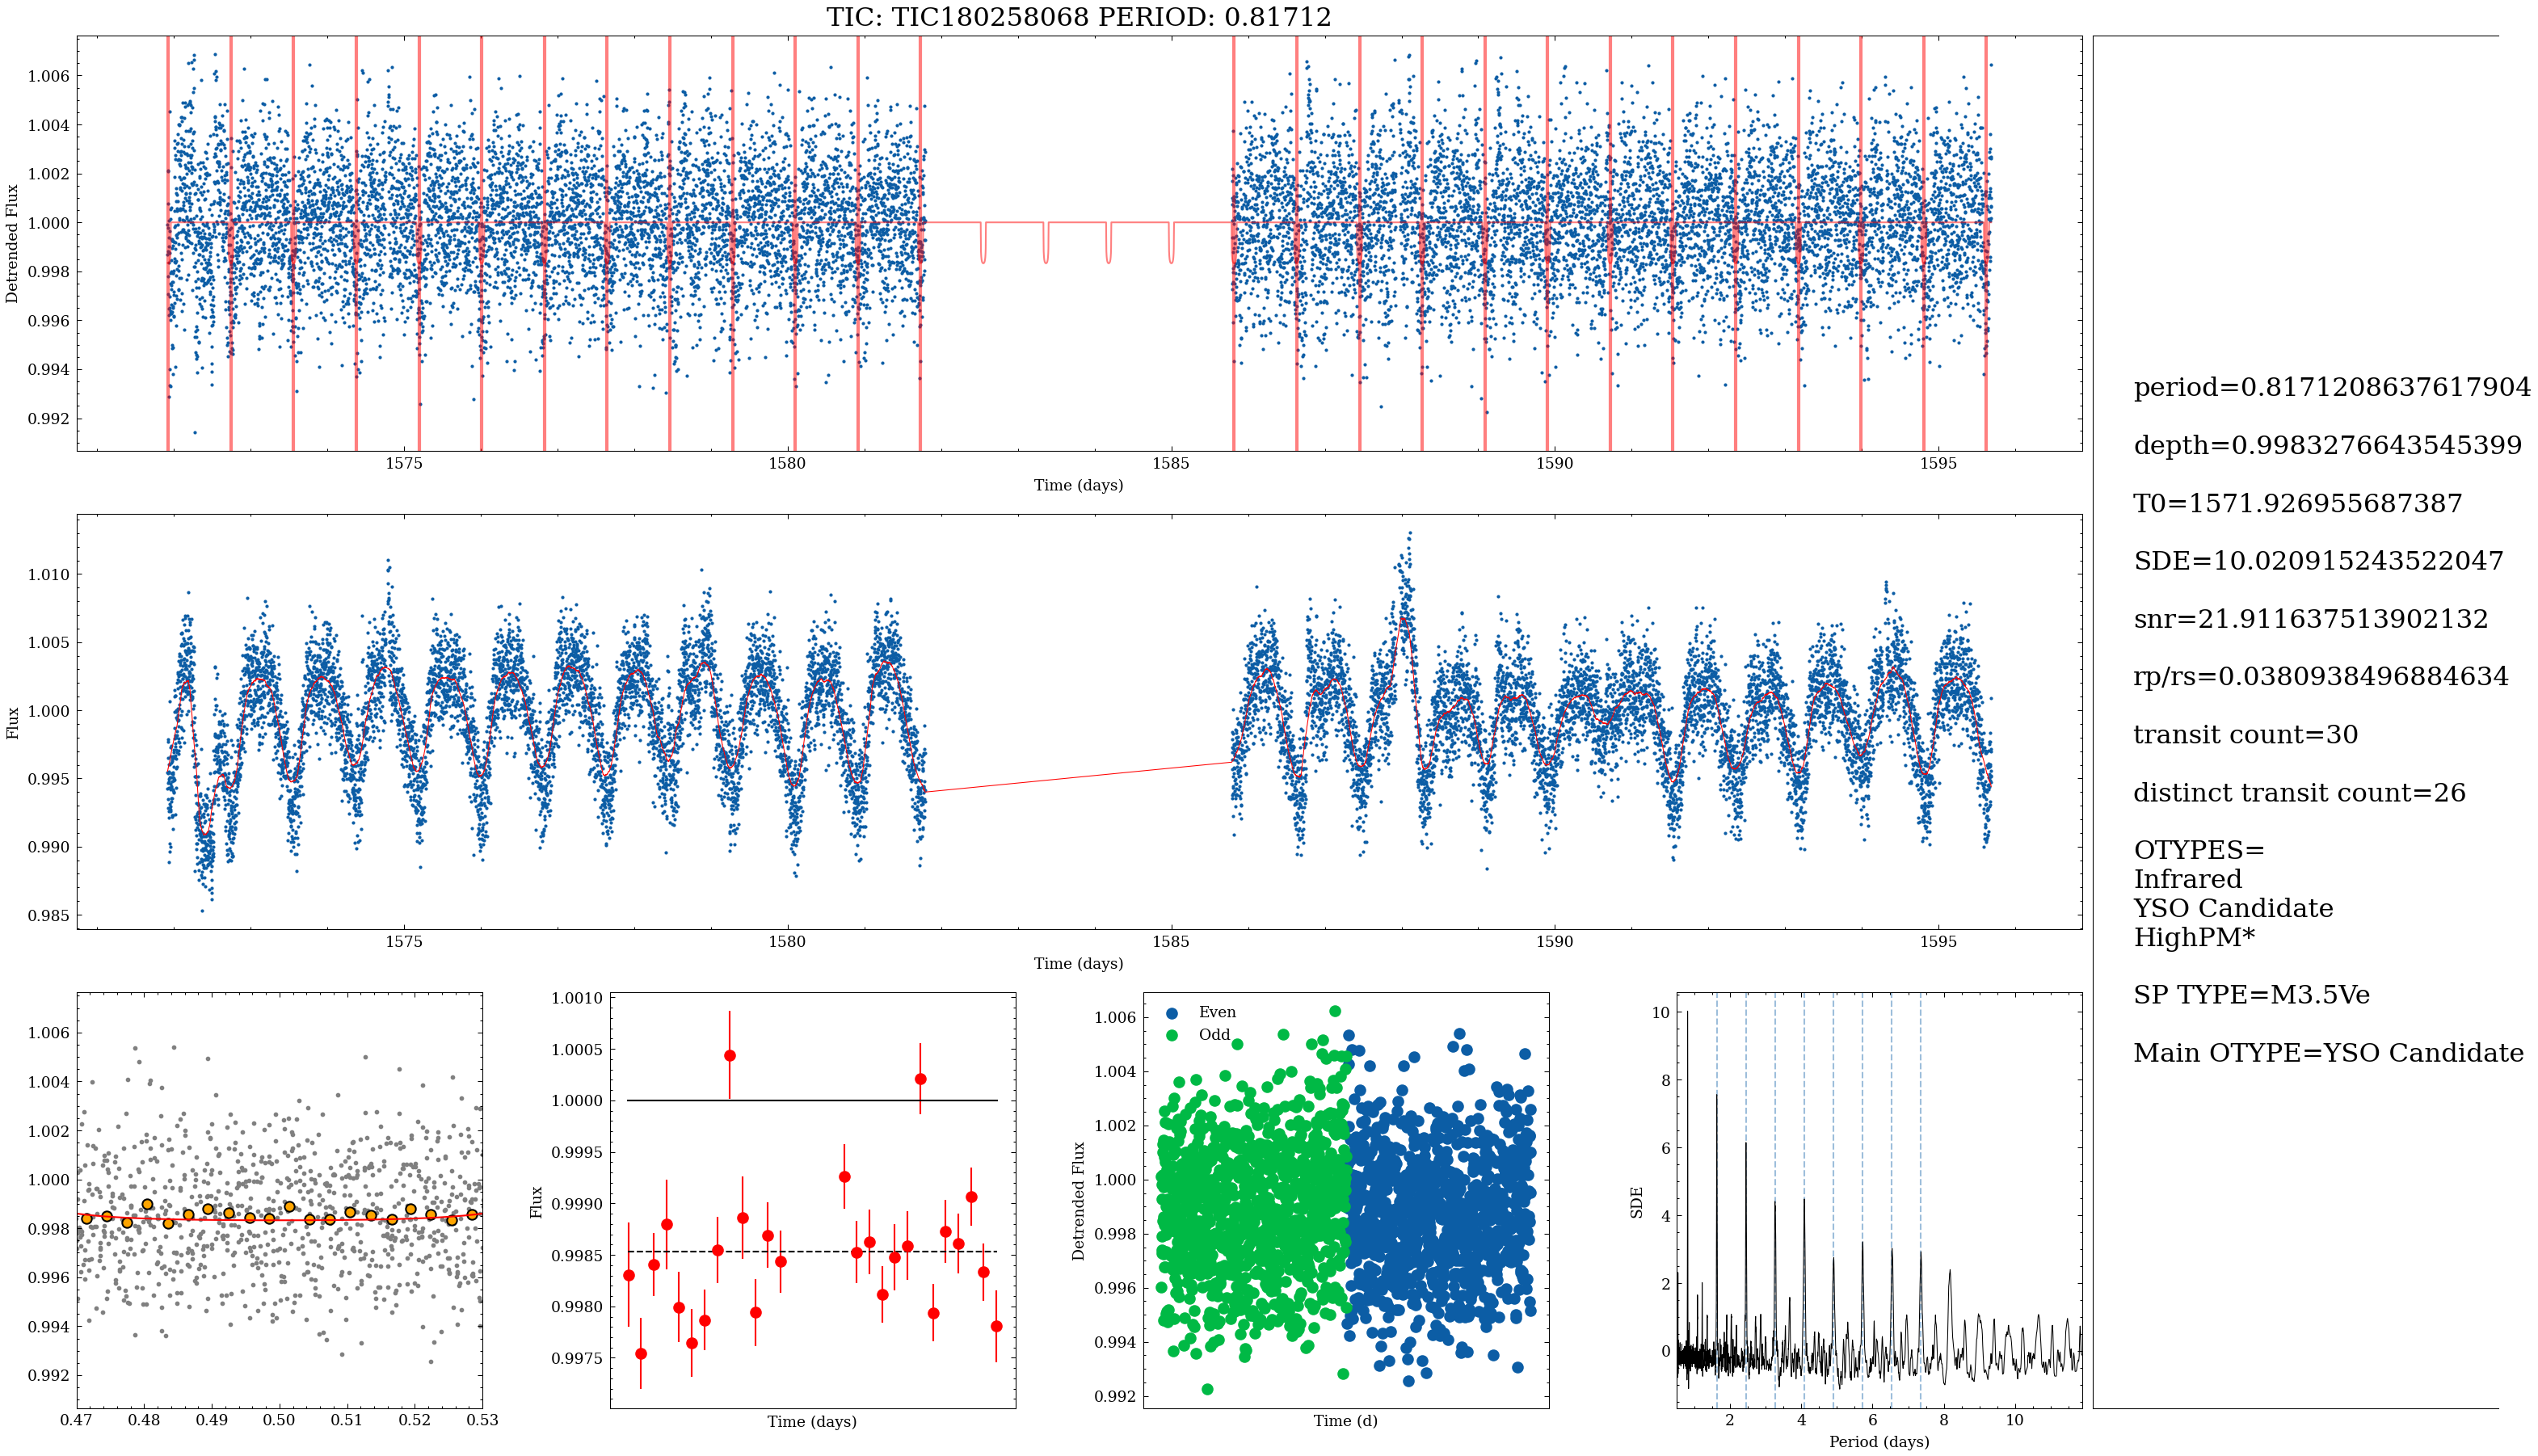 TIC: TIC180258068 PERIOD: 0.81712
1.006
1.004
1.002
1.000
0.998
0.996
0.994
0.992
Detrended Flux
1575
1580
1585
1590
1595
Time (days)
1.010
1.005
1.000
0.995
0.990
0.985
Flux
1575
1580
1585
1590
1595
Time (days)
1.006
1.004
1.002
1.000
0.998
0.996
0.994
0.992
0.47
0.48
0.49
0.50
0.51
0.52
0.53
1.0010
1.0005
1.0000
0.9995
0.9990
0.9985
0.9980
0.9975
Flux
Time (days)
Even
Odd
1.006
1.004
1.002
1.000
0.998
0.996
0.994
0.992
Detrended Flux
Time (d)
10
8
6
4
2
0
SDE
2
4
6
8
10
Period (days)
period=0.8171208637617904
depth=0.9983276643545399
T0=1571.926955687387
SDE=10.020915243522047
snr=21.911637513902132
rp/rs=0.0380938496884634
transit count=30
distinct transit count=26
OTYPES=
Infrared
YSO Candidate
HighPM*
SP TYPE=M3.5Ve
Main OTYPE=YSO Candidate